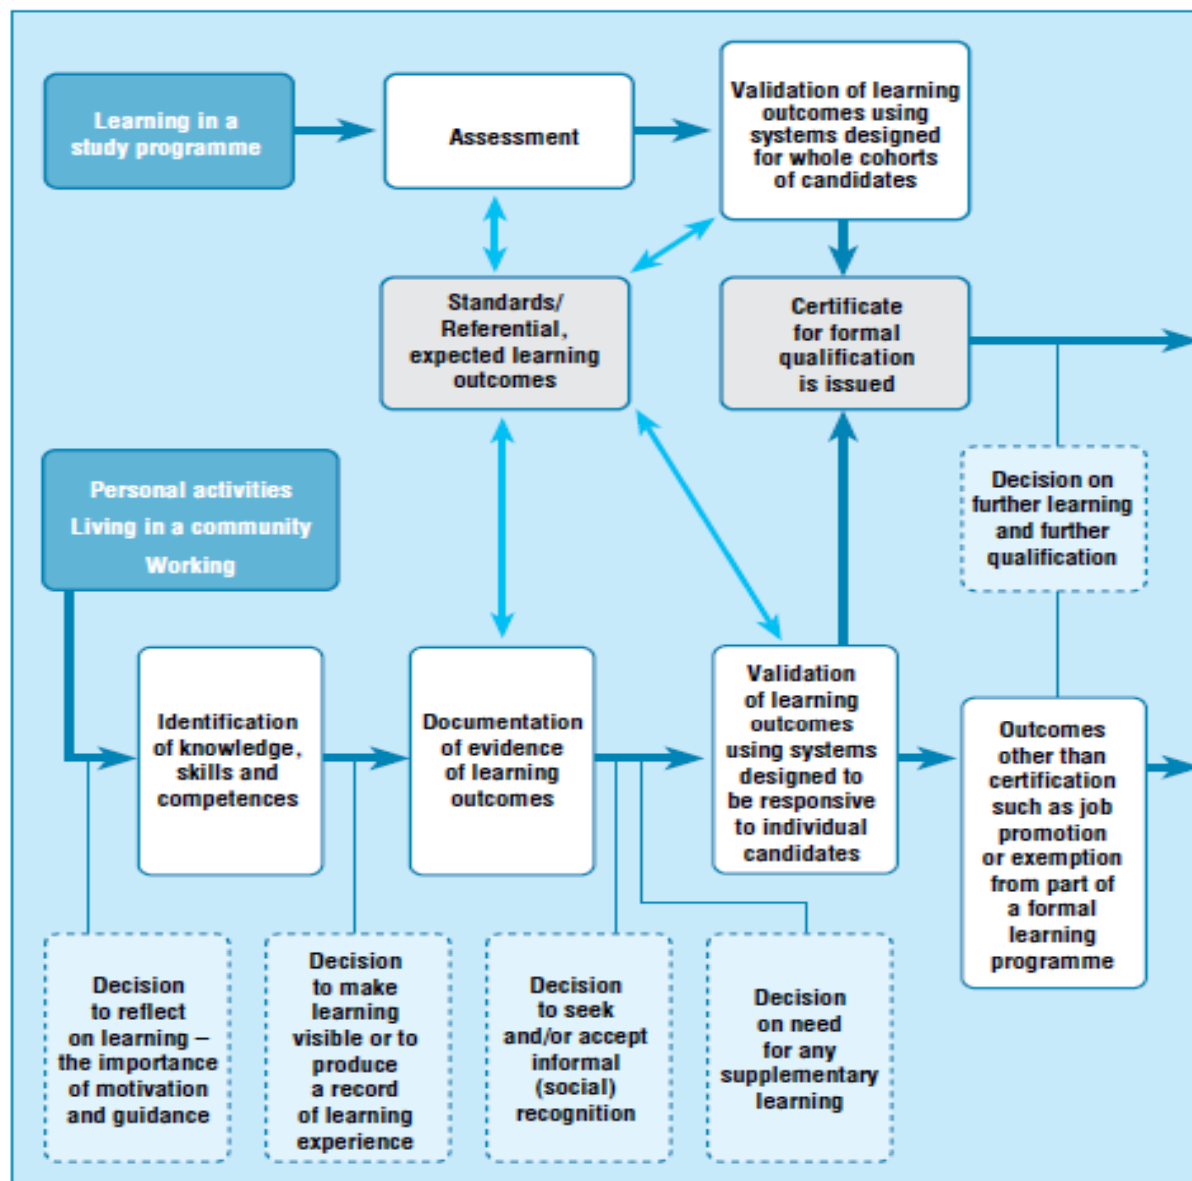 Learning in a
study programme
Assessment
Validation of learning
outcomes using
systems designed
for whole cohorts
of candidates
Standards/
Referential,
expected learning
outcomes
Certificate
for formal
qualification
is issued
Personal activities
Living in a community
Working
Decision on
further learning
and further
qualification
Identification
of knowledge,
skills and
competences
Documentation
of evidence
of learning
outcomes
Validation
of learning
outcomes
using systems
designed to
be responsive
to individual
candidates
Outcomes
other than
certification
such as job
promotion
or exemption
from part of
a formal
learning
programme
Decision
to reflect
on learning –
the importance
of motivation
and guidance
Decision
to make
learning
visible or to
produce
a record
of learning
experience
Decision
to seek
and/or accept
informal
(social)
recognition
Decision
on need
for any
supplementary
learning